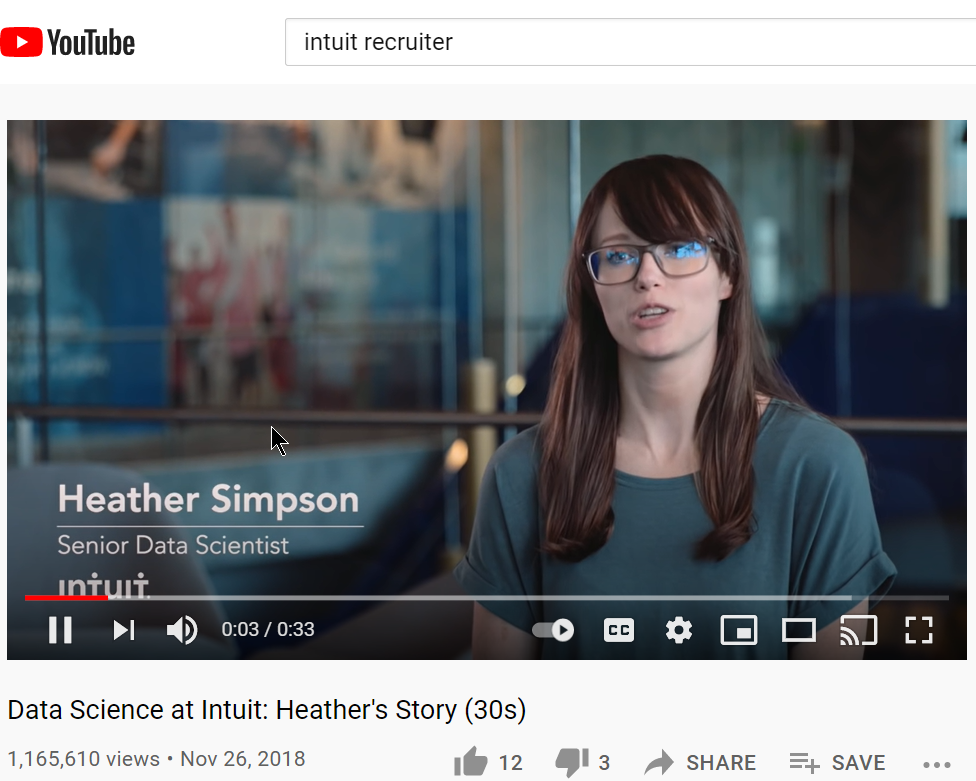 YouTube
intuit recruiter
Heather Simpson
Senior Data Scientist
intuit
0:03 / 0:33
CC
Data Science at Intuit: Heather's Story (30s)
1,165,610 views • Nov 26, 2018
12
3
SHARE
SAVE